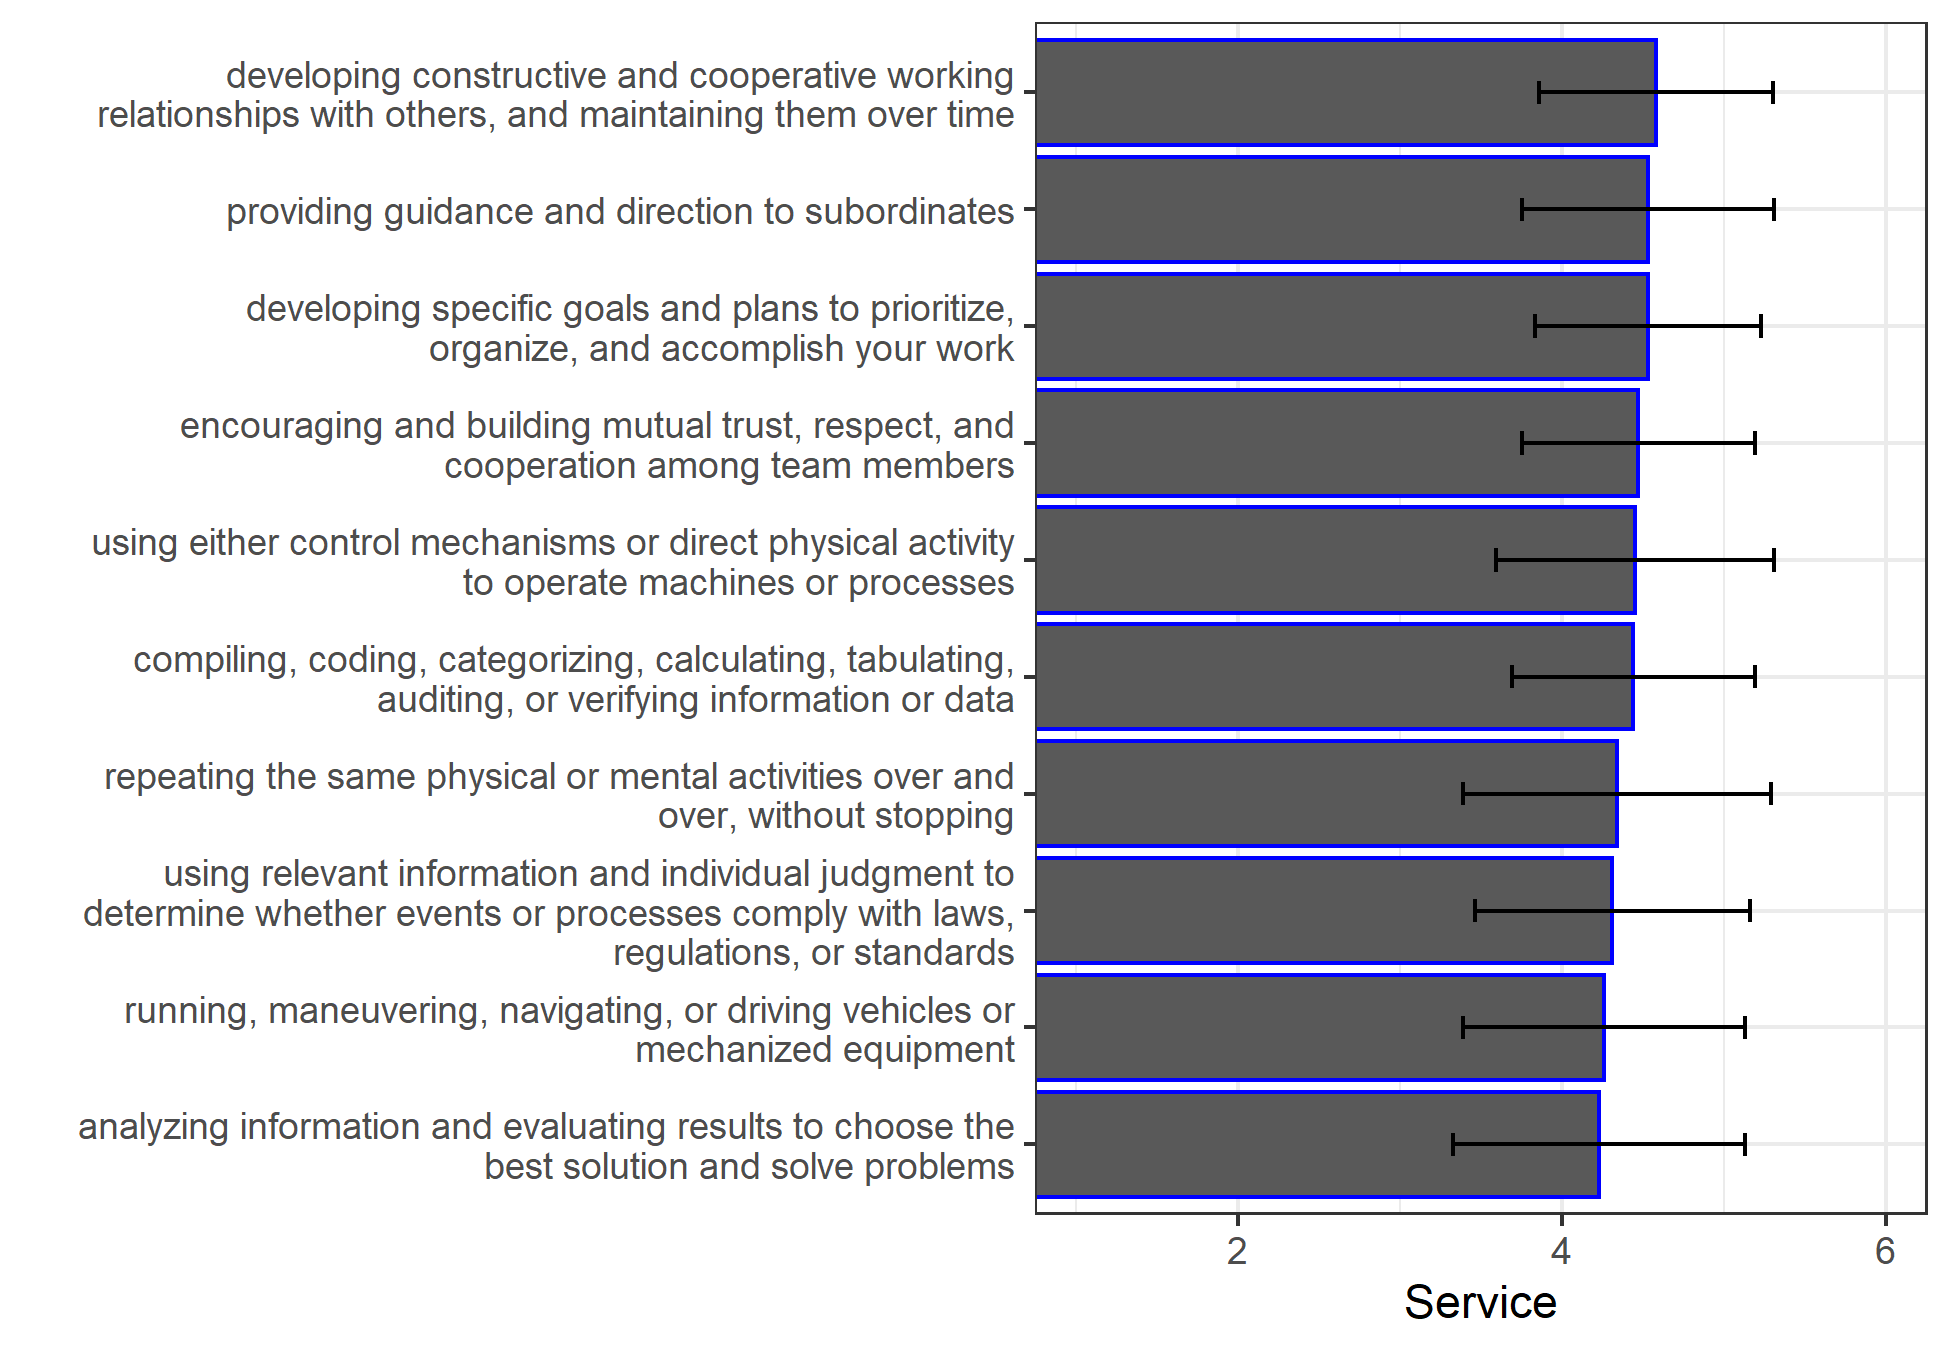 developing constructive and cooperative working
relationships with others, and maintaining them over time
providing guidance and direction to subordinates
developing specific goals and plans to prioritize,
organize, and accomplish your work
encouraging and building mutual trust, respect, and
cooperation among team members
using either control mechanisms or direct physical activity
to operate machines or processes
compiling, coding, categorizing, calculating, tabulating,
auditing, or verifying information or data
repeating the same physical or mental activities over and
over, without stopping
using relevant information and individual judgment to
determine whether events or processes comply with laws,
regulations, or standards
running, maneuvering, navigating, or driving vehicles or
mechanized equipment
analyzing information and evaluating results to choose the
best solution and solve problems
2 4 6
Service